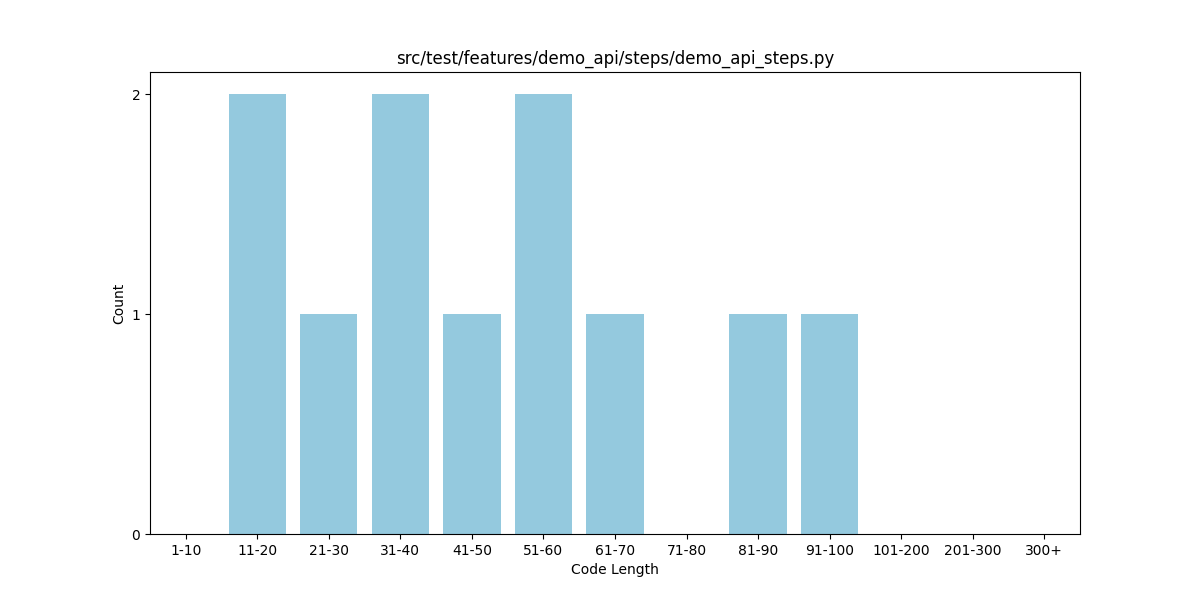 src/test/features/demo_api/steps/demo_api_steps.py
2
1
0
Count
1-10 11-20 21-30 31-40 41-50 51-60 61-70 71-80 81-90 91-100 101-200 201-300 300+
Code Length